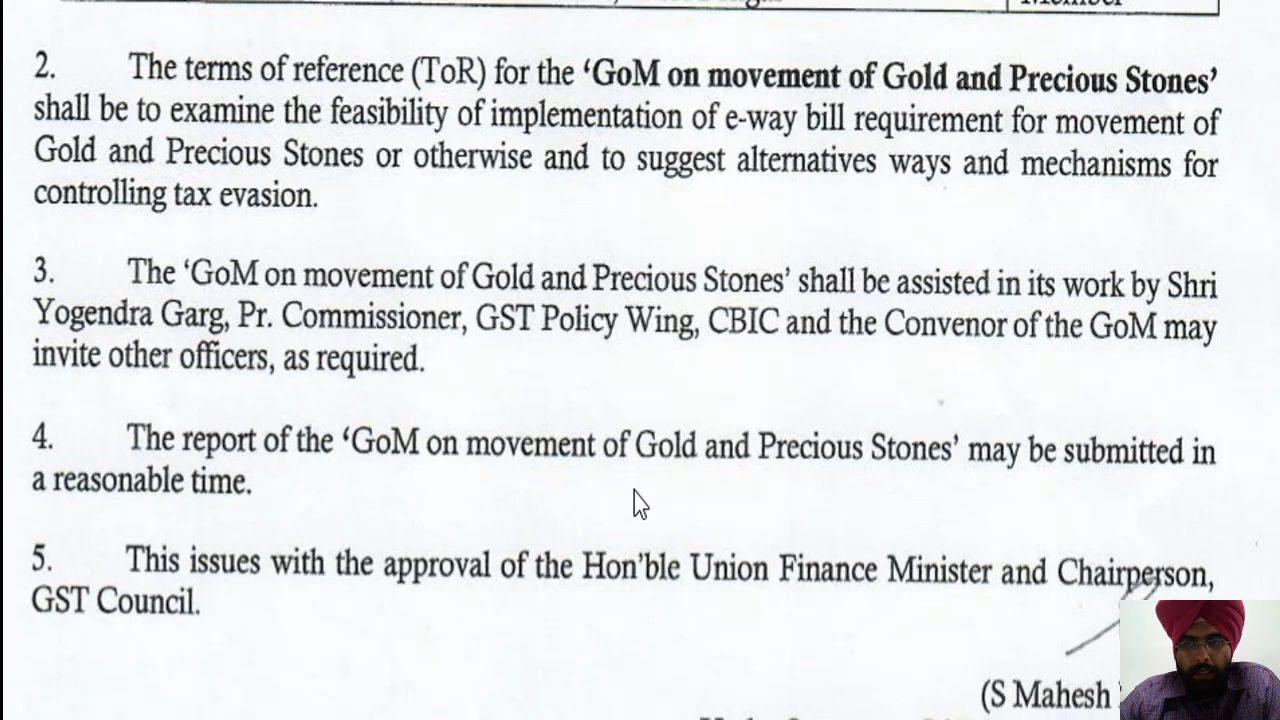 Member
2. The terms of reference (ToR) for the ‘GoM on movement of Gold and Precious Stones’
shall be to examine the feasibility of implementation of e-way bill requirement for movement of
Gold and Precious Stones or otherwise and to suggest alternatives ways and mechanisms for
controlling tax evasion.
3. The ‘GoM on movement of Gold and Precious Stones’ shall be assisted in its work by Shri
Yogendra Garg, Pr. Commissioner, GST Policy Wing, CBIC and the Convenor of the GoM may
invite other officers, as required.
4. The report of the ‘GoM on movement of Gold and Precious Stones’ may be submitted in
a reasonable time.
5. This issues with the approval of the Hon’ble Union Finance Minister and Chairperson,
GST Council.
(S Mahesh